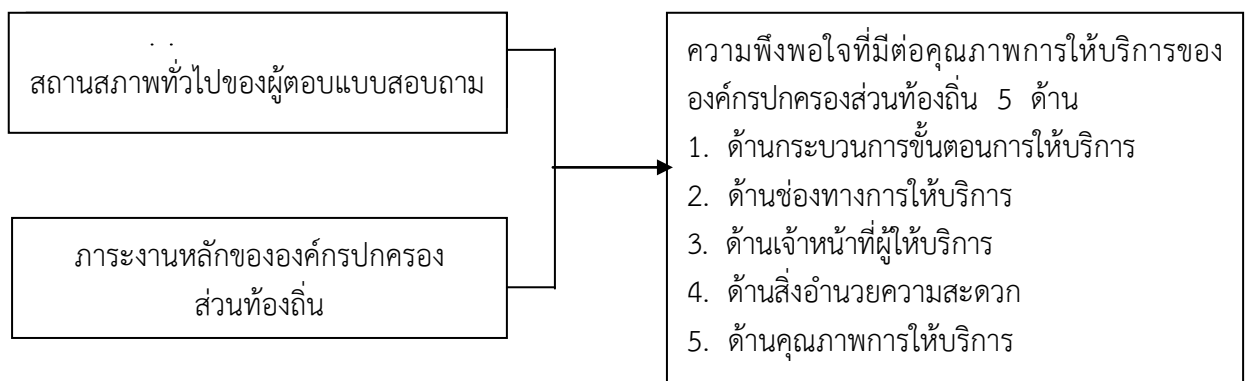 สถานสภาพทั่วไปของผู้ตอบแบบสอบถาม
ภาระงานหลักขององค์กรปกครอง
ส่วนท้องถิ่น
ความพึงพอใจที่มีต่อคุณภาพการให้บริการของ
องค์กรปกครองส่วนท้องถิ่น 5 ด้าน
1. ด้านกระบวนการขั้นตอนการให้บริการ
2. ด้านช่องทางการให้บริการ
3. ด้านเจ้าหน้าที่ผู้ให้บริการ
4. ด้านสิ่งอำนวยความสะดวก
5. ด้านคุณภาพการให้บริการ